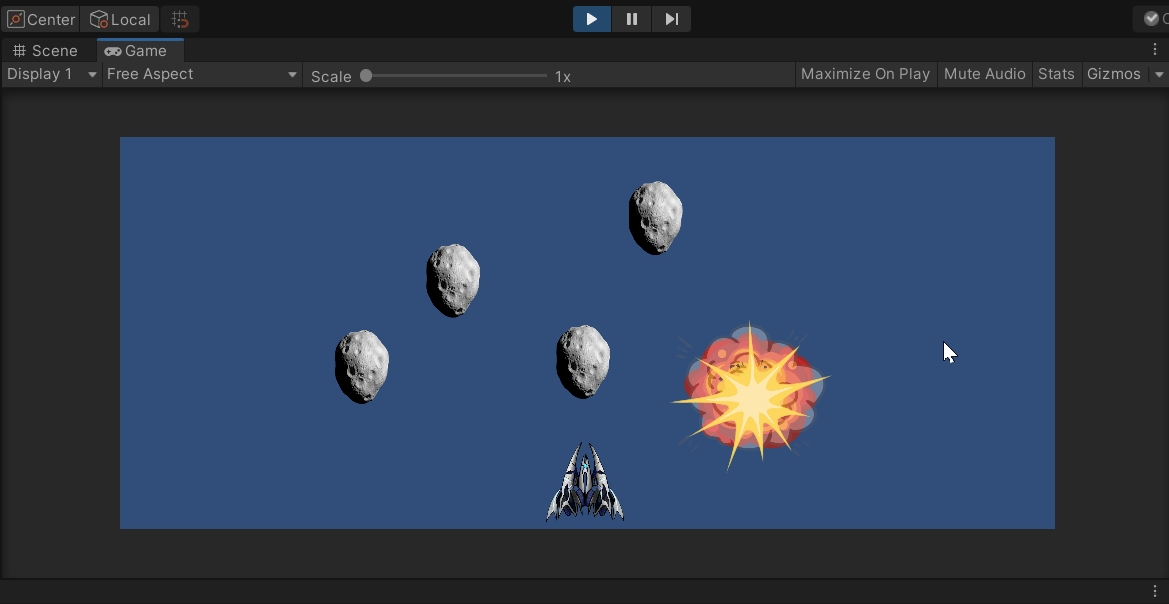 Center Local
Scene Game
Display 1 Free Aspect Scale 1x Maximize On Play Mute Audio Stats Gizmos